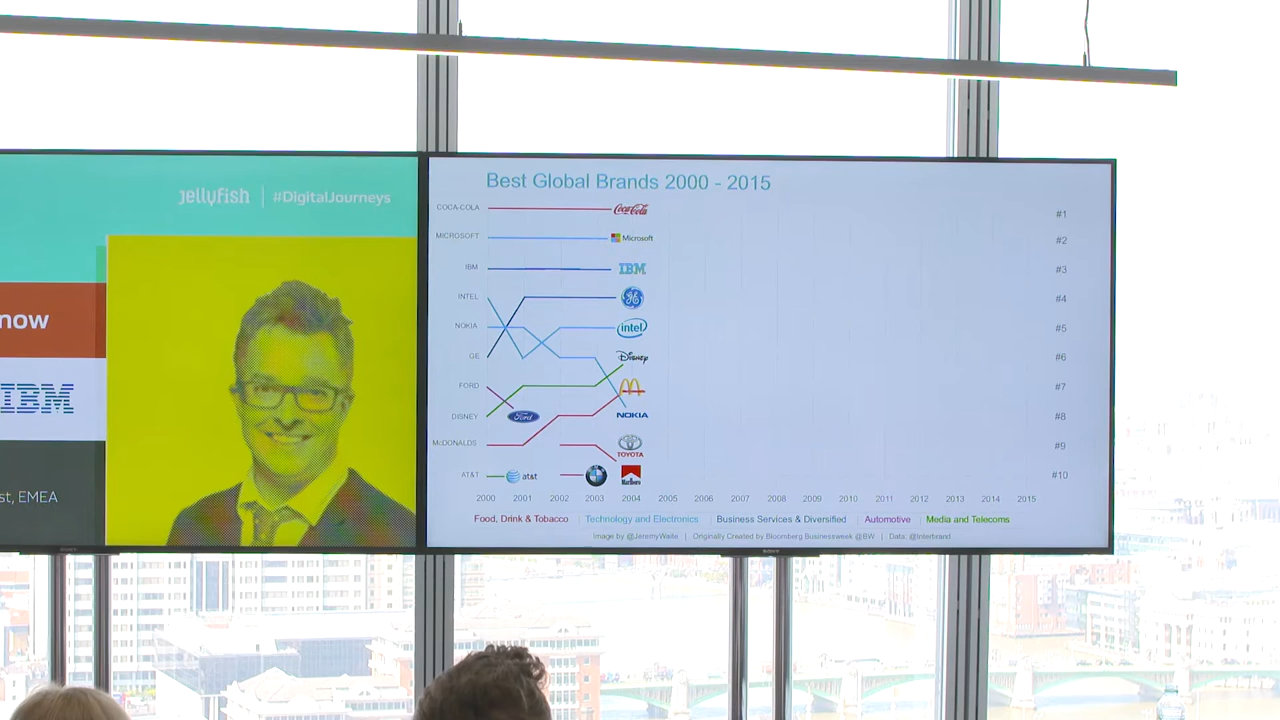 jellyfish | #DigitalJourneys
now
IBM
st, EMEA
Best Global Brands 2000 - 2015
COCA-COLA
Coca-Cola
#1
MICROSOFT
Microsoft
#2
IBM
IBM
#3
INTEL
GE
#4
NOKIA
intel
#5
GE
Disney
#6
FORD
#7
DISNEY
Ford
NOKIA
#8
McDONALDS
TOYOTA
#9
AT&T
at&t
BMW
Marlboro
#10
2000 2001 2002 2003 2004 2005 2006 2007 2008 2009 2010 2011 2012 2013 2014 2015
Food, Drink & Tobacco | Technology and Electronics | Business Services & Diversified | Automotive | Media and Telecoms
Image by @JeremyWaite | Originally Created by Bloomberg Businessweek @BW | Data: @Interbrand